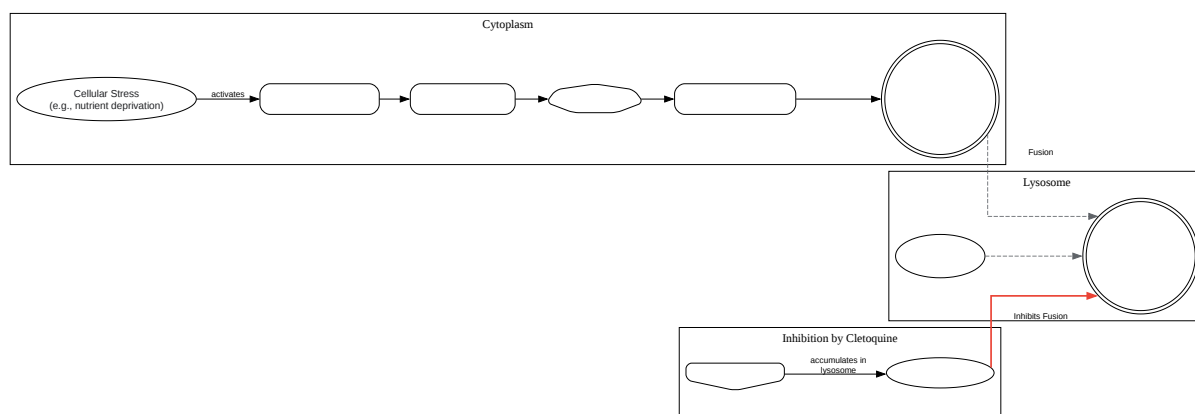 Cytoplasm
Cellular Stress
(e.g., nutrient deprivation)
activates
Fusion
Lysosome
Inhibits Fusion
Inhibition by Cletoquine
accumulates in
lysosome